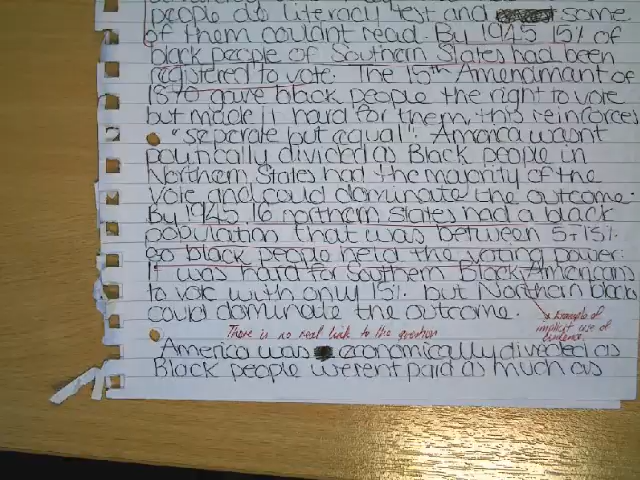 people do literacy test and some
of them couldnt read. By 1945 15% of
black people of Southern States had been
registered to vote. The 15th Amendmant of
1870 gave black people the right to vote
but made it hard for them, this reinforces
"seperate but equal". America wasnt
politically divided as Black people in
Northern States had the majority of the
vote and could dominate the outcome.
By 1945 16 northern states had a black
population that was between 5-15%.
so black people held the voting power.
It was hard for Southern Black Americans
to vote with only 15% but Northern black
could dominate the outcome.
Example of
implicit use of
evidence
There is no real link to the question
America was economically divided as
Black people werent paid as much as